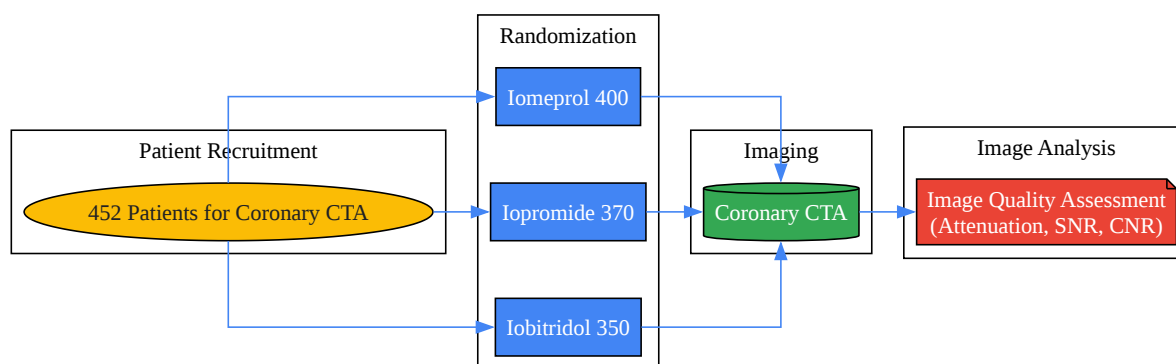 Patient Recruitment
452 Patients for Coronary CTA
Randomization
Iomeprol 400
Iopromide 370
Iobitridol 350
Imaging
Coronary CTA
Image Analysis
Image Quality Assessment
(Attenuation, SNR, CNR)